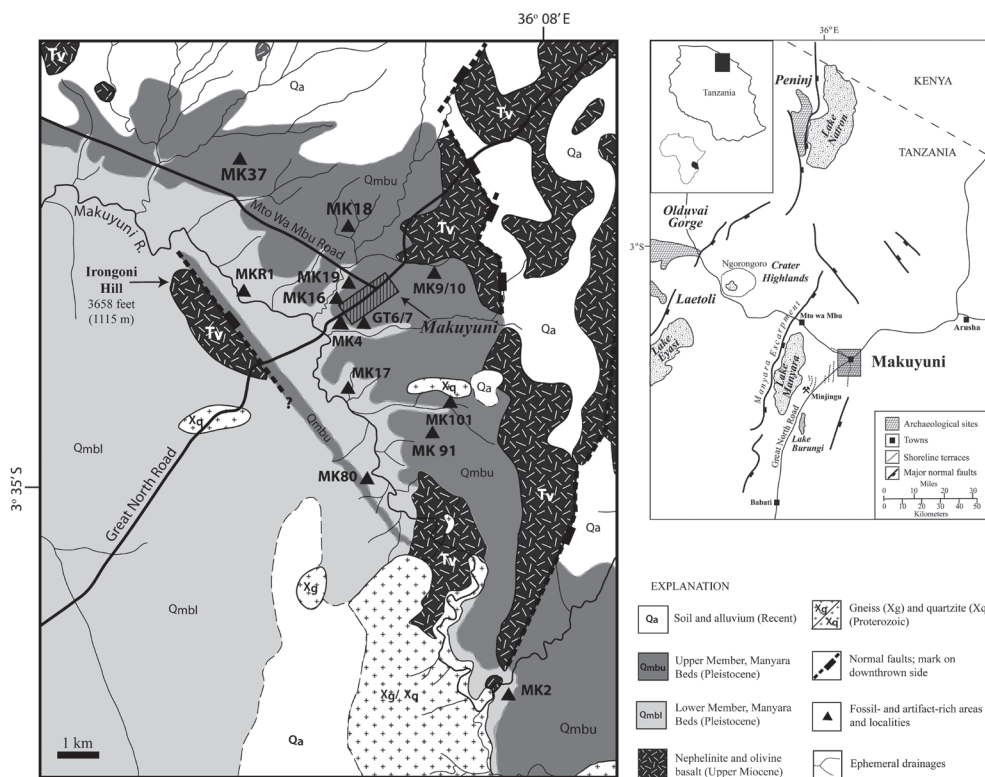 36° 08' E
Tv
Qa
Tv
Qa
MK37
Qmbu
MK18
Makuyuni R.
Mto Wa Mbu Road
Tv
Irongoni
Hill
3658 feet
(1115 m)
MKR1
MK19
MK16
MK9/10
Tv
GT6/7
Makuyuni
MK4
Qa
MK17
Xq
Qa
?
Xq
Qmbu
MK101
MK 91
Qmbl
Qmbu
MK80
3° 35' S
Great North Road
Tv
Qa
Tv
Xg
Qmbl
Xg/ Xq
MK2
Qmbu
Qa
1 km
36°E
Tanzania
Peninj
KENYA
Lake Natron
TANZANIA
Olduvai
Gorge
3°S
Ngorongoro
Crater
Highlands
Laetoli
Manyara Escarpment
Mto wa Mbu
Arusha
Lake Eyasi
Makuyuni
Lake
Manyara
Minjingu
Great North Road
Lake
Burungi
Babati
Archaeological sites
Towns
Shoreline terraces
Major normal faults
Miles
0 10 20 30
0 10 20 30 40 50
Kilometers
EXPLANATION
Qa
Soil and alluvium (Recent)
Qmbu
Upper Member, Manyara
Beds (Pleistocene)
Qmbl
Lower Member, Manyara
Beds (Pleistocene)
Nephelinite and olivine
basalt (Upper Miocene)
Xg
Xq
Gneiss (Xg) and quartzite (Xq)
(Proterozoic)
Normal faults; mark on
downthrown side
Fossil- and artifact-rich areas
and localities
Ephemeral drainages